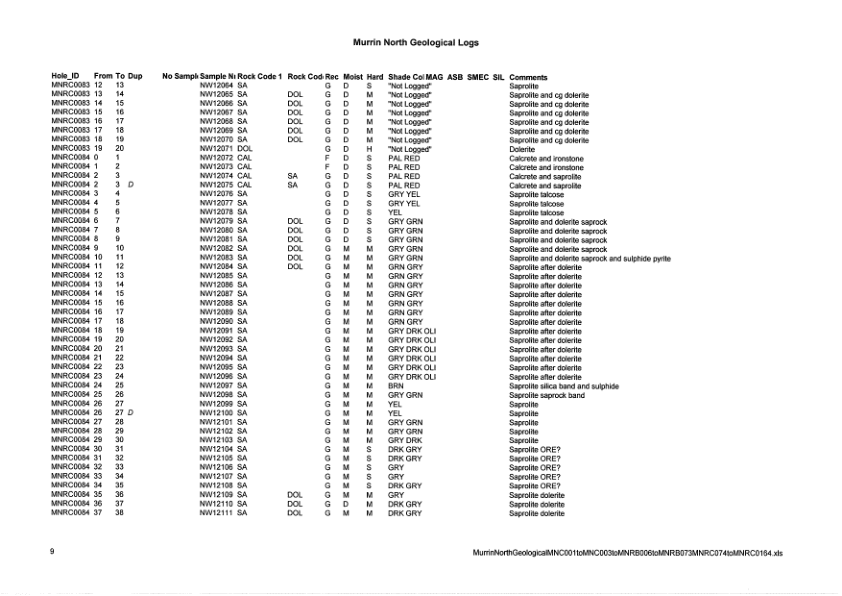 Murrin North Geological Logs
Hole_ID From To Dup No Sampl Sample N Rock Code 1 Rock Cod Rec Moist Hard Shade Col MAG ASB SMEC SIL Comments
MNRC0083 12 13 NW12064 SA G D S "Not Logged" Saprolite
MNRC0083 13 14 NW12065 SA DOL G D M "Not Logged" Saprolite and cg dolerite
MNRC0083 14 15 NW12066 SA DOL G D M "Not Logged" Saprolite and cg dolerite
MNRC0083 15 16 NW12067 SA DOL G D M "Not Logged" Saprolite and cg dolerite
MNRC0083 16 17 NW12068 SA DOL G D M "Not Logged" Saprolite and cg dolerite
MNRC0083 17 18 NW12069 SA DOL G D M "Not Logged" Saprolite and cg dolerite
MNRC0083 18 19 NW12070 SA DOL G D M "Not Logged" Saprolite and cg dolerite
MNRC0083 19 20 NW12071 DOL G D H "Not Logged" Dolerite
MNRC0084 0 1 NW12072 CAL F D S PAL RED Calcrete and ironstone
MNRC0084 1 2 NW12073 CAL F D S PAL RED Calcrete and ironstone
MNRC0084 2 3 NW12074 CAL SA G D S PAL RED Calcrete and saprolite
MNRC0084 2 3 D NW12075 CAL SA G D S PAL RED Calcrete and saprolite
MNRC0084 3 4 NW12076 SA G D S GRY YEL Saprolite talcose
MNRC0084 4 5 NW12077 SA G D S GRY YEL Saprolite talcose
MNRC0084 5 6 NW12078 SA G D S YEL Saprolite talcose
MNRC0084 6 7 NW12079 SA DOL G D S GRY GRN Saprolite and dolerite saprock
MNRC0084 7 8 NW12080 SA DOL G D S GRY GRN Saprolite and dolerite saprock
MNRC0084 8 9 NW12081 SA DOL G D S GRY GRN Saprolite and dolerite saprock
MNRC0084 9 10 NW12082 SA DOL G M M GRY GRN Saprolite and dolerite saprock
MNRC0084 10 11 NW12083 SA DOL G M M GRY GRN Saprolite and dolerite saprock and sulphide pyrite
MNRC0084 11 12 NW12084 SA DOL G M M GRN GRY Saprolite after dolerite
MNRC0084 12 13 NW12085 SA G M M GRN GRY Saprolite after dolerite
MNRC0084 13 14 NW12086 SA G M M GRN GRY Saprolite after dolerite
MNRC0084 14 15 NW12087 SA G M M GRN GRY Saprolite after dolerite
MNRC0084 15 16 NW12088 SA G M M GRN GRY Saprolite after dolerite
MNRC0084 16 17 NW12089 SA G M M GRN GRY Saprolite after dolerite
MNRC0084 17 18 NW12090 SA G M M GRN GRY Saprolite after dolerite
MNRC0084 18 19 NW12091 SA G M M GRY DRK OLI Saprolite after dolerite
MNRC0084 19 20 NW12092 SA G M M GRY DRK OLI Saprolite after dolerite
MNRC0084 20 21 NW12093 SA G M M GRY DRK OLI Saprolite after dolerite
MNRC0084 21 22 NW12094 SA G M M GRY DRK OLI Saprolite after dolerite
MNRC0084 22 23 NW12095 SA G M M GRY DRK OLI Saprolite after dolerite
MNRC0084 23 24 NW12096 SA G M M GRY DRK OLI Saprolite after dolerite
MNRC0084 24 25 NW12097 SA G M M BRN Saprolite silica band and sulphide
MNRC0084 25 26 NW12098 SA G M M GRY GRN Saprolite saprock band
MNRC0084 26 27 NW12099 SA G M M YEL Saprolite
MNRC0084 26 27 D NW12100 SA G M M YEL Saprolite
MNRC0084 27 28 NW12101 SA G M M GRY GRN Saprolite
MNRC0084 28 29 NW12102 SA G M M GRY GRN Saprolite
MNRC0084 29 30 NW12103 SA G M M GRY DRK Saprolite
MNRC0084 30 31 NW12104 SA G M S DRK GRY Saprolite ORE?
MNRC0084 31 32 NW12105 SA G M S DRK GRY Saprolite ORE?
MNRC0084 32 33 NW12106 SA G M S GRY Saprolite ORE?
MNRC0084 33 34 NW12107 SA G M S GRY Saprolite ORE?
MNRC0084 34 35 NW12108 SA G M S DRK GRY Saprolite ORE?
MNRC0084 35 36 NW12109 SA DOL G M M GRY Saprolite dolerite
MNRC0084 36 37 NW12110 SA DOL G D M DRK GRY Saprolite dolerite
MNRC0084 37 38 NW12111 SA DOL G M M DRK GRY Saprolite dolerite
9 MurrinNorthGeologicalMNC001toMNC003toMNRB006toMNRB073MNRC074toMNRC0164.xls